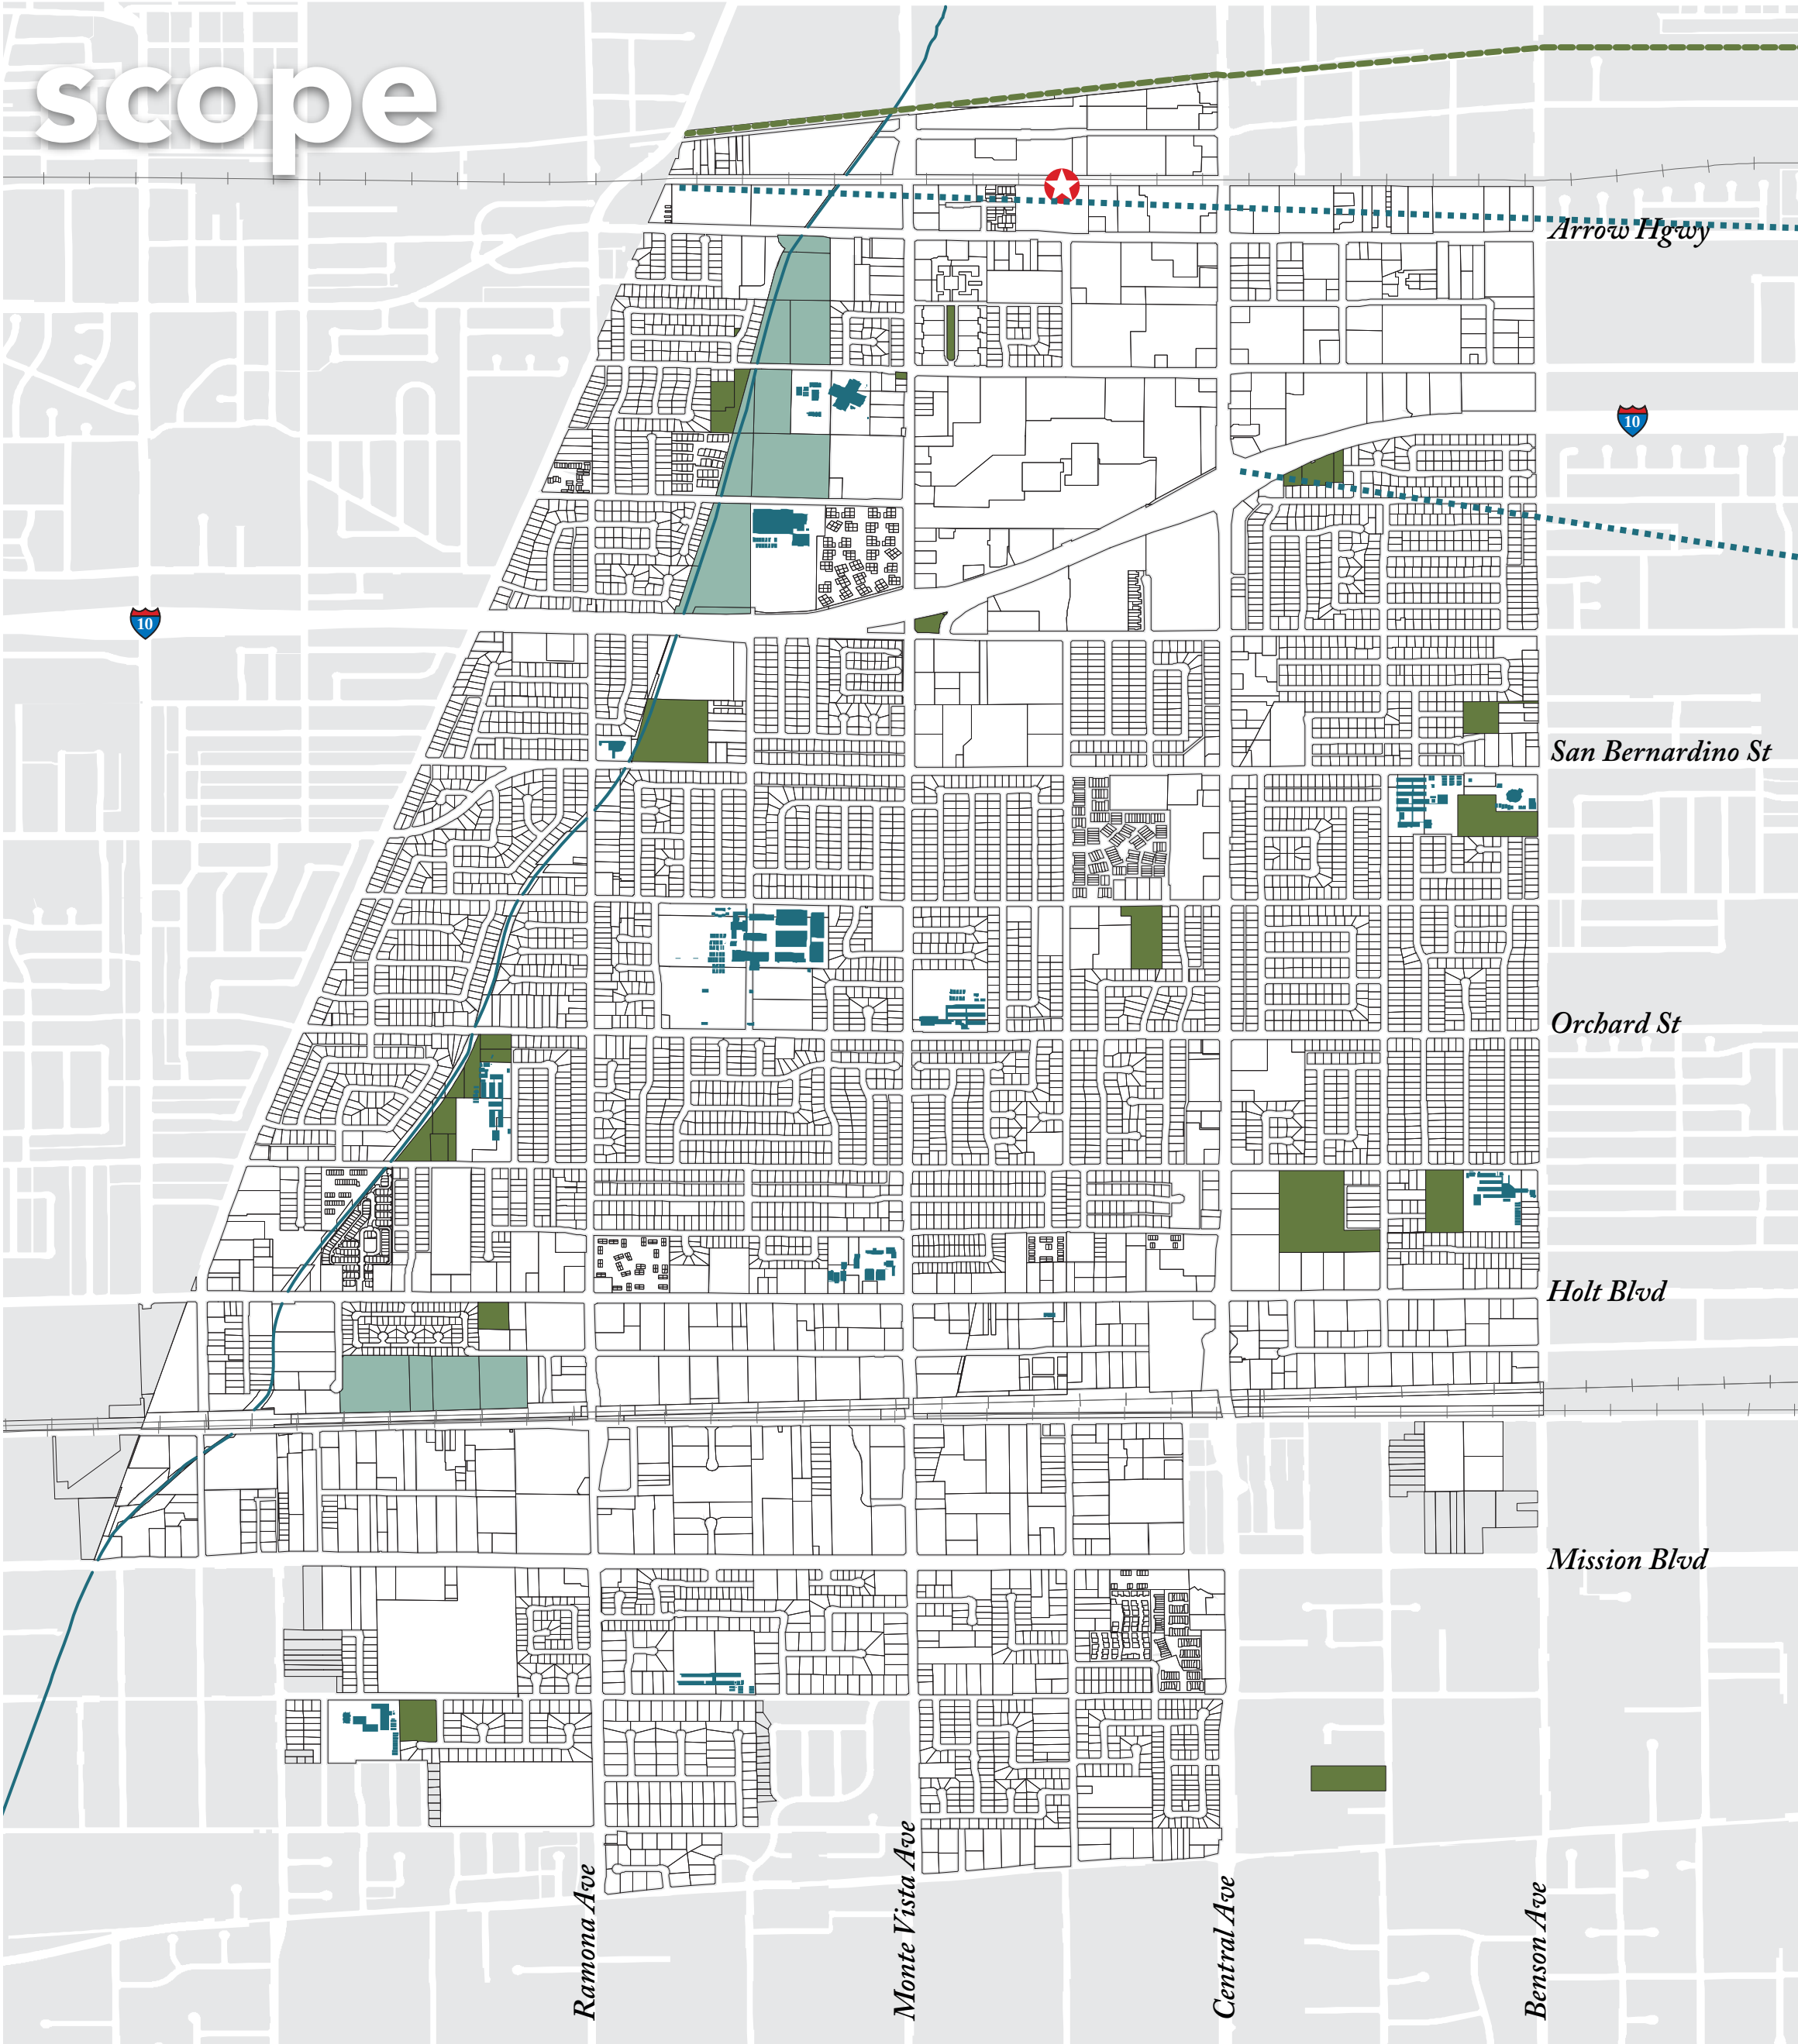 scope
Arrow Hgwy
10
10
San Bernardino St
Orchard St
Holt Blvd
Mission Blvd
Ramona Ave
Monte Vista Ave
Central Ave
Benson Ave